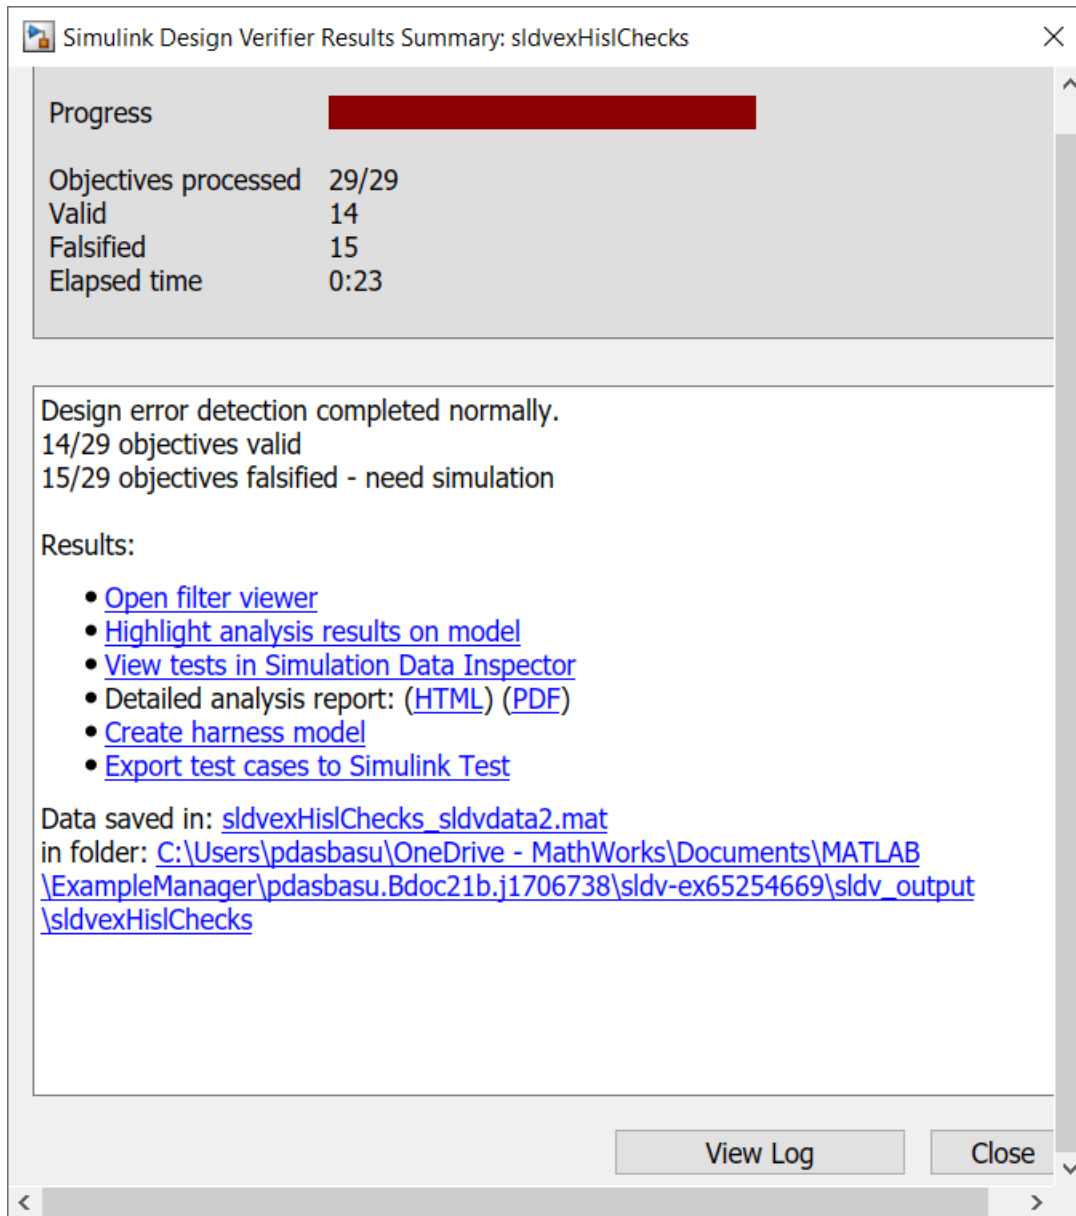 Simulink Design Verifier Results Summary: sldvexHislChecks
Progress
Objectives processed 29/29
Valid 14
Falsified 15
Elapsed time 0:23
Design error detection completed normally.
14/29 objectives valid
15/29 objectives falsified - need simulation
Results:
• Open filter viewer
• Highlight analysis results on model
• View tests in Simulation Data Inspector
• Detailed analysis report: (HTML) (PDF)
• Create harness model
• Export test cases to Simulink Test
Data saved in: sldvexHislChecks_sldvdata2.mat
in folder: C:\Users\pdasbasu\OneDrive - MathWorks\Documents\MATLAB
\ExampleManager\pdasbasu.Bdoc21b.j1706738\sldv-ex65254669\sldv_output
\sldvexHislChecks
View Log Close